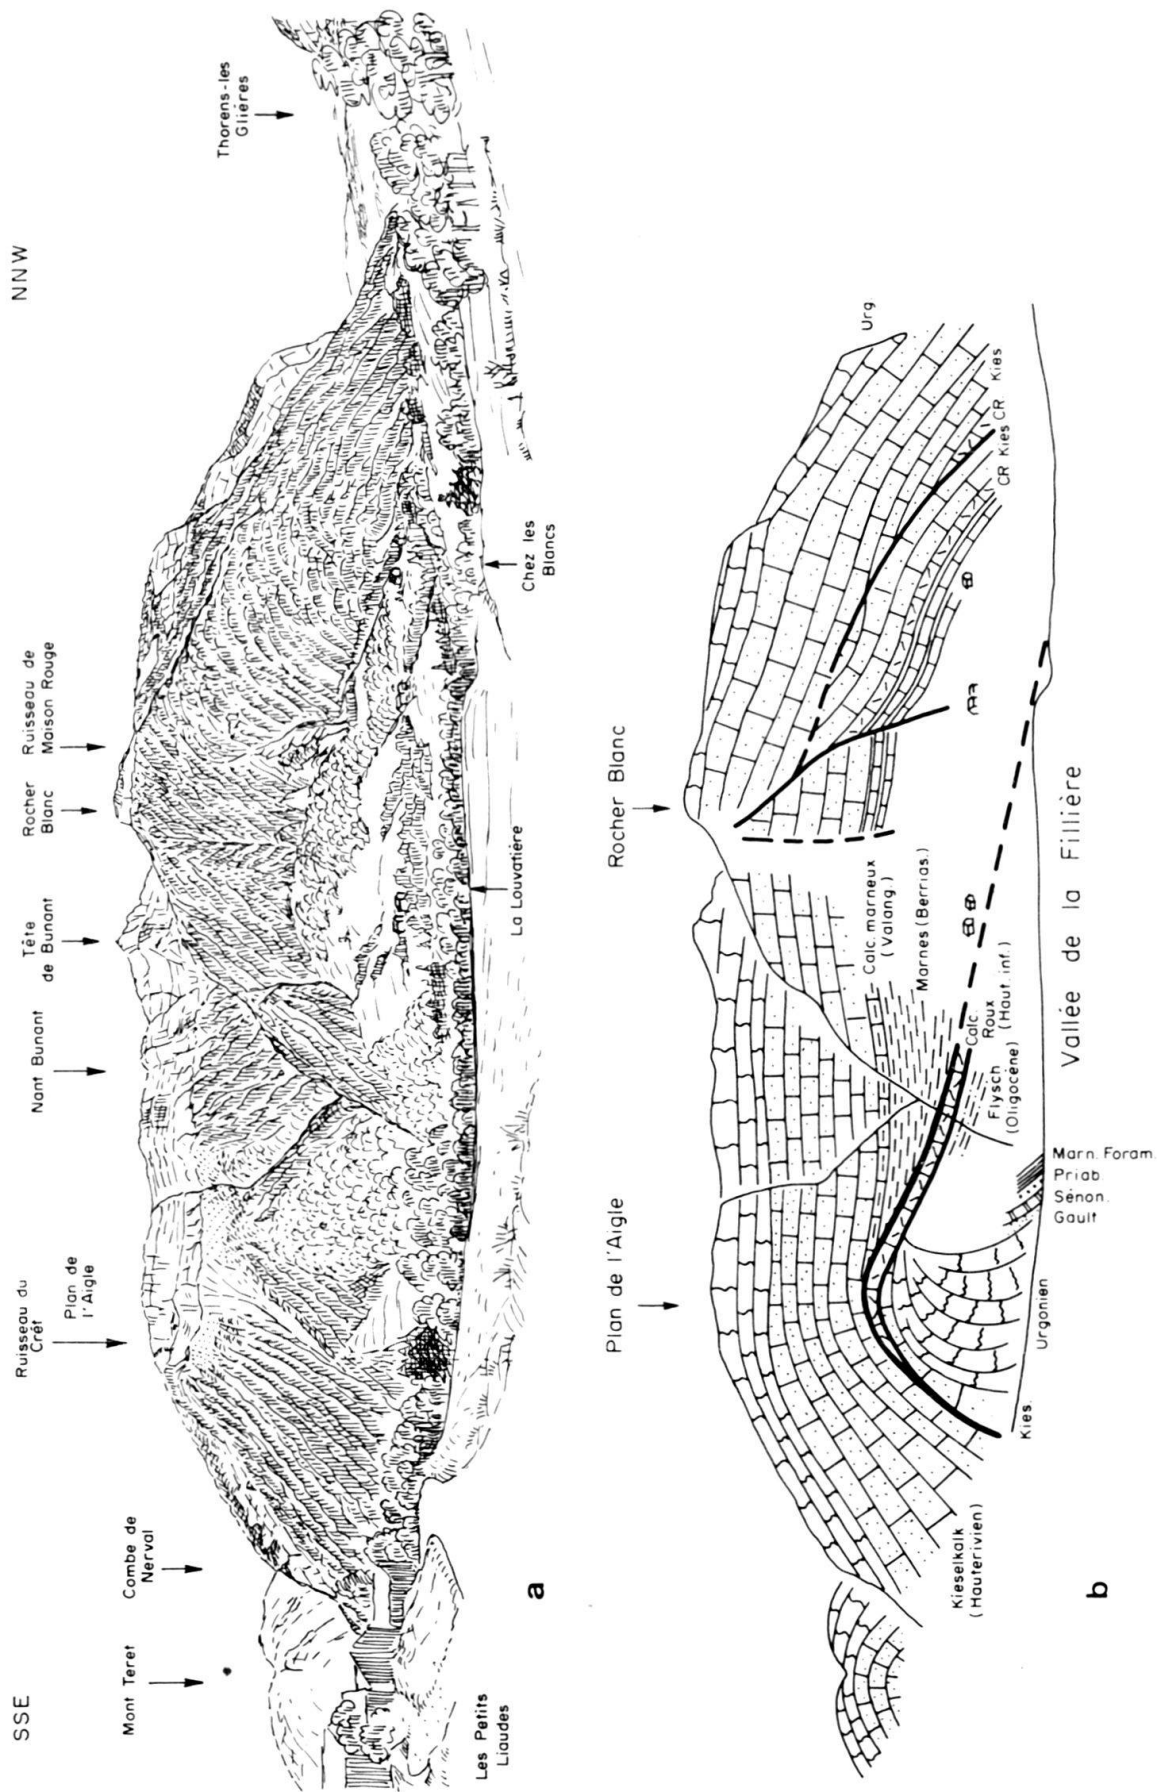 SSE
NNW
Mont Teret
Combe de
Nerval
Ruisseau du
Crêt
Plan de
l'Aigle
Nant Bunant
Tête
de Bunant
Rocher
Blanc
Ruisseau de
Maison Rouge
Thorens-les
Glières
Les Petits
Liaudes
La Louvatière
Chez les
Blancs
a
Plan de l'Aigle
Rocher Blanc
Kieselkalk
(Hauterivien)
Kies.
Urgonien
Marn. Foram.
Priab.
Sénon.
Gault
Flysch
(Oligocène)
Calc.
Roux
(Haut. inf.)
Marnes (Berrias.)
Calc. marneux
(Valang.)
CR Kies
CR. Kies
Urg
Vallée de la Fillière
b